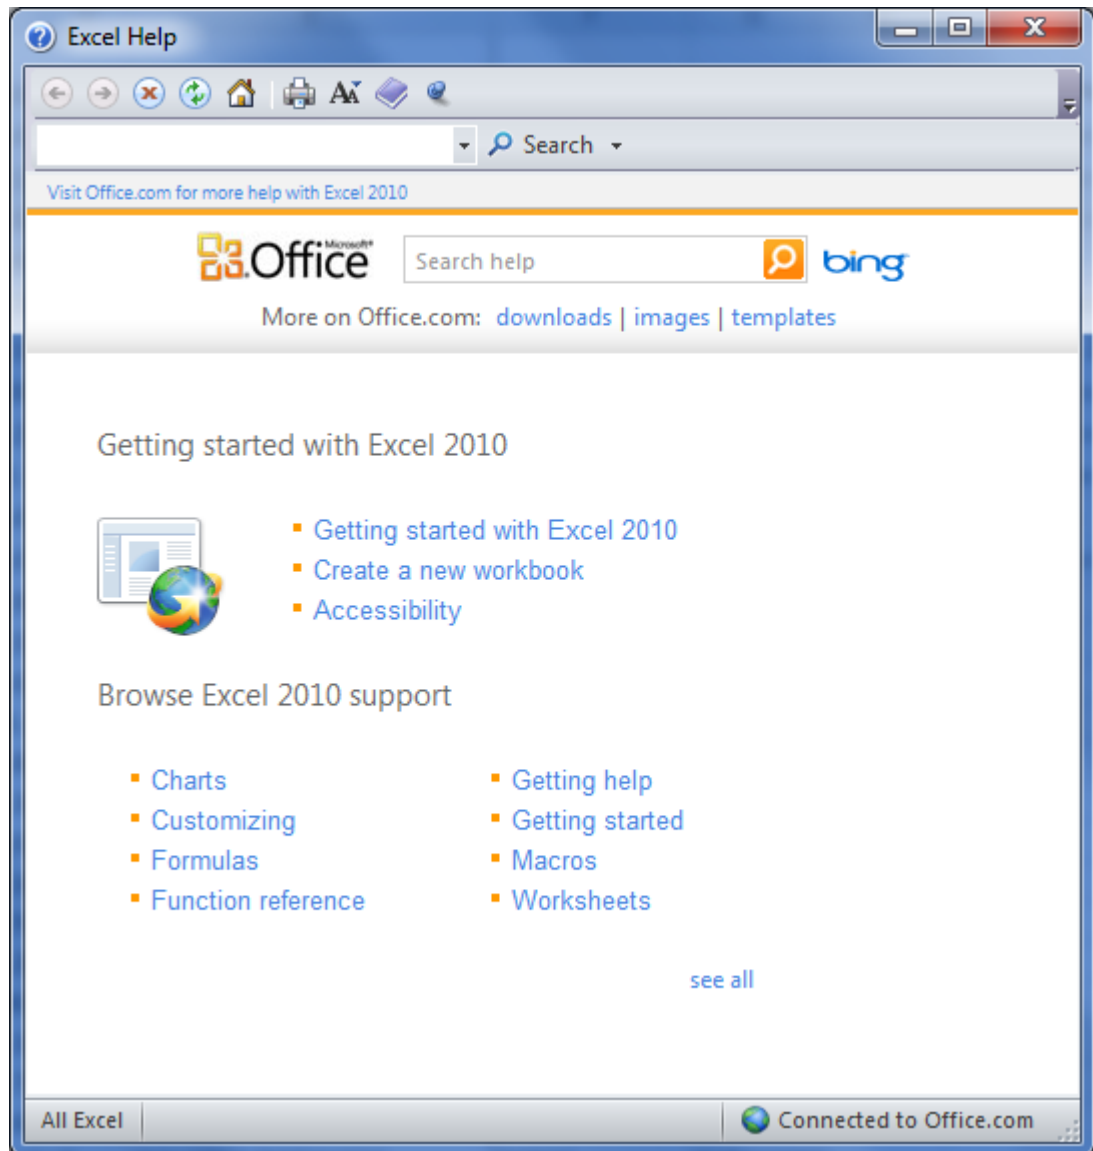 Excel Help
Search
Visit Office.com for more help with Excel 2010
Microsoft®
Office Search help bing
More on Office.com: downloads | images | templates
Getting started with Excel 2010
Getting started with Excel 2010
Create a new workbook
Accessibility
Browse Excel 2010 support
Charts Getting help
Customizing Getting started
Formulas Macros
Function reference Worksheets
see all
All Excel Connected to Office.com